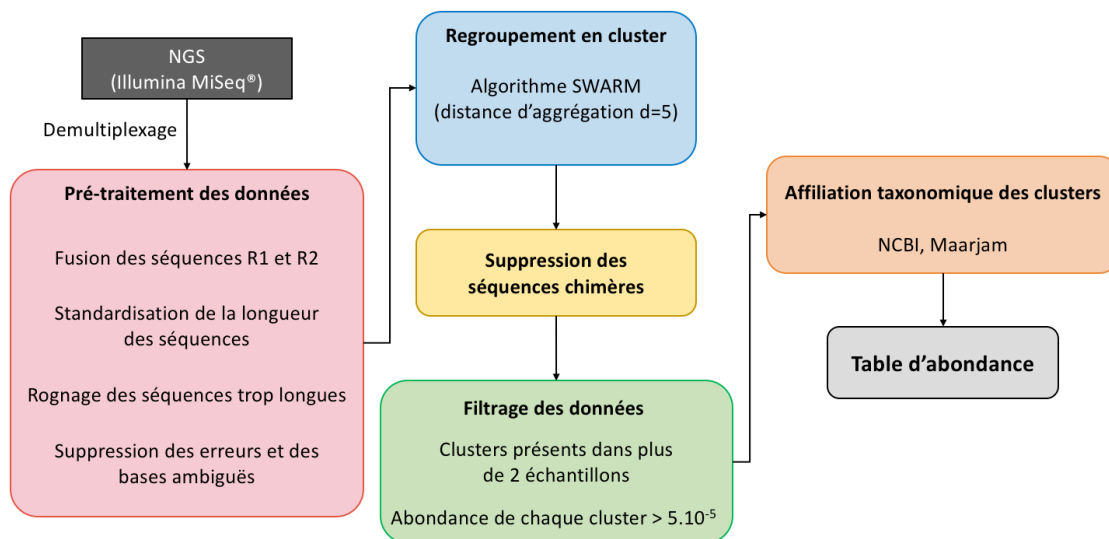 NGS
(Illumina MiSeq®)
Demultiplexage
Pré-traitement des données
Fusion des séquences R1 et R2
Standardisation de la longueur
des séquences
Rognage des séquences trop longues
Suppression des erreurs et des
bases ambiguës
Regroupement en cluster
Algorithme SWARM
(distance d’aggrégation d=5)
Suppression des
séquences chimères
Filtrage des données
Clusters présents dans plus
de 2 échantillons
Abondance de chaque cluster > 5.10⁻⁵
Affiliation taxonomique des clusters
NCBI, Maarjam
Table d’abondance